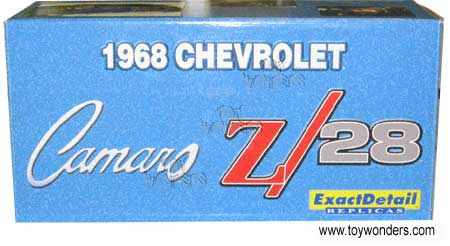 1968 CHEVROLET
Camaro Z/28
ExactDetail
REPLICAS
www.toywonders.com